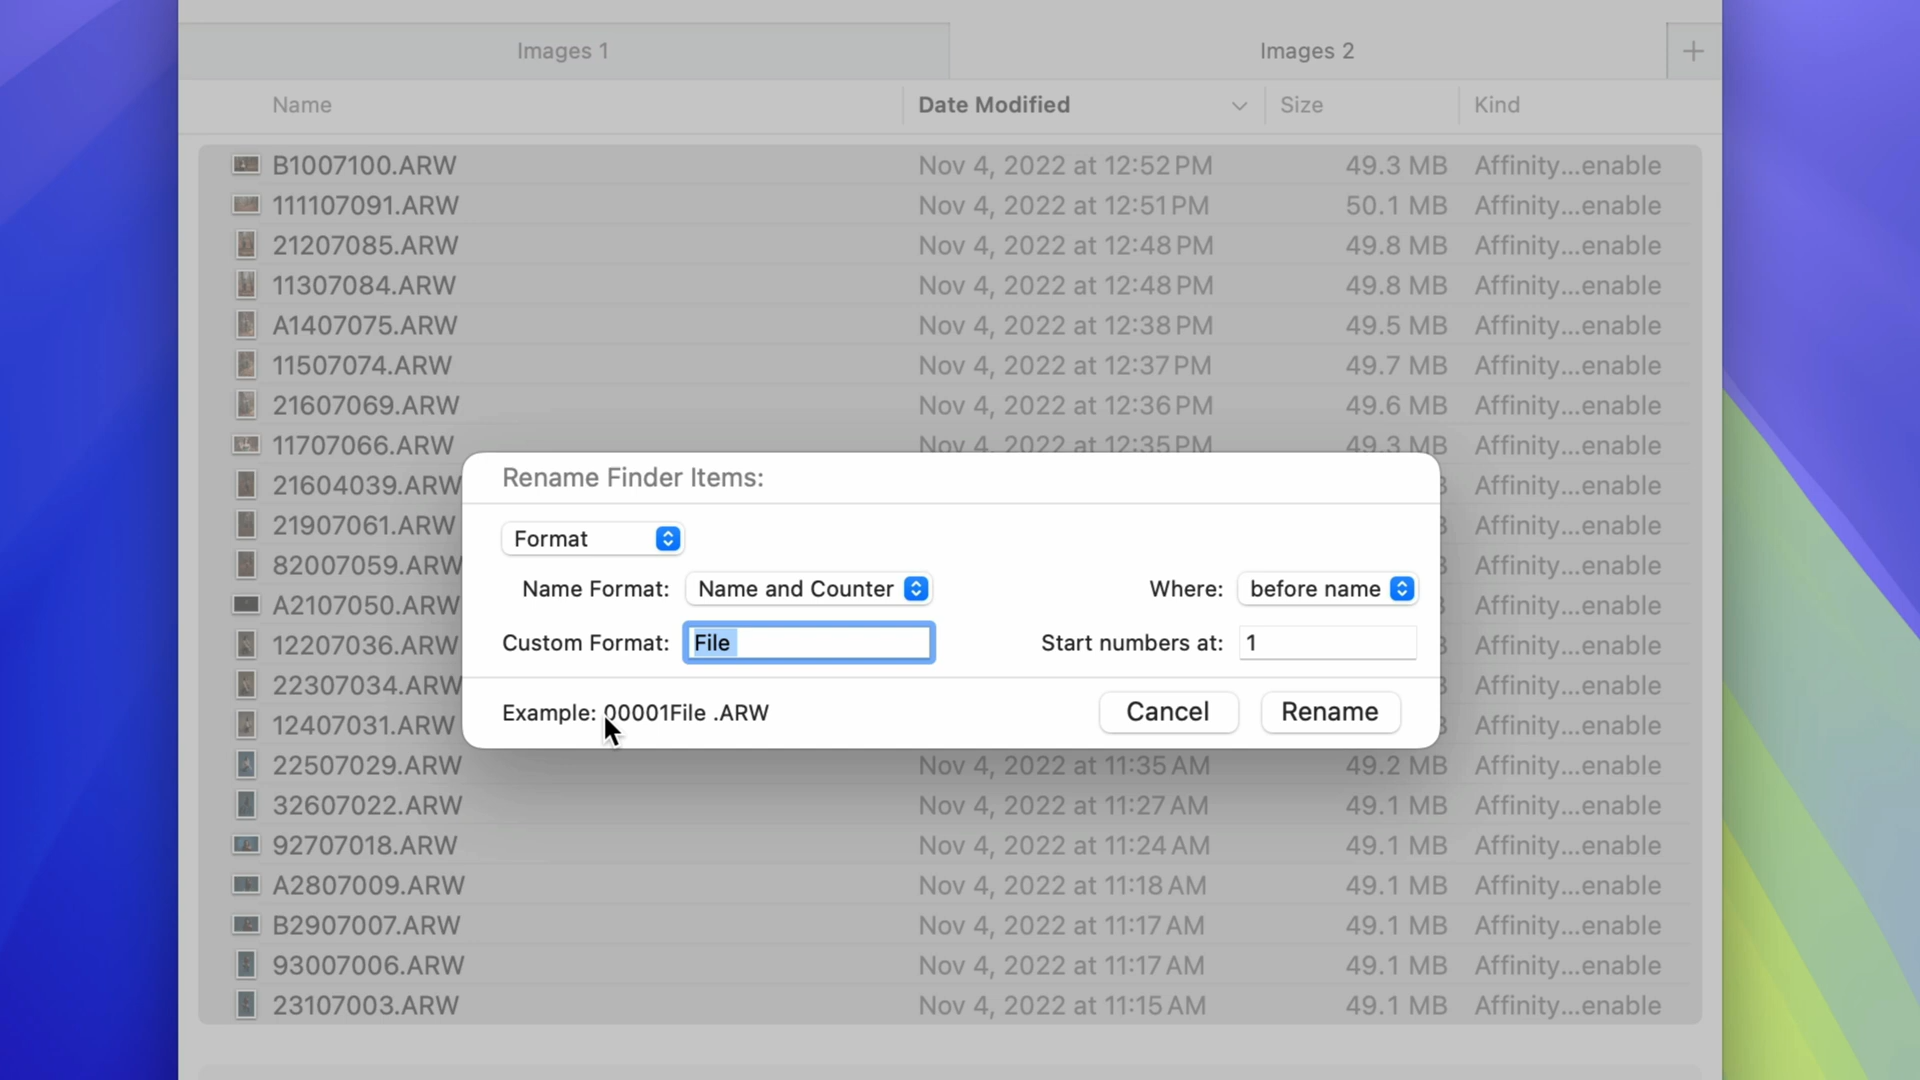 Images 1 Images 2 +
Name Date Modified Size Kind
B1007100.ARW Nov 4, 2022 at 12:52 PM 49.3 MB Affinity...enable
111107091.ARW Nov 4, 2022 at 12:51 PM 50.1 MB Affinity...enable
21207085.ARW Nov 4, 2022 at 12:48 PM 49.8 MB Affinity...enable
11307084.ARW Nov 4, 2022 at 12:48 PM 49.8 MB Affinity...enable
A1407075.ARW Nov 4, 2022 at 12:38 PM 49.5 MB Affinity...enable
11507074.ARW Nov 4, 2022 at 12:37 PM 49.7 MB Affinity...enable
21607069.ARW Nov 4, 2022 at 12:36 PM 49.6 MB Affinity...enable
11707066.ARW Nov 4, 2022 at 12:35 PM 49.3 MB Affinity...enable
21604039.ARW Affinity...enable
21907061.ARW Affinity...enable
82007059.ARW Affinity...enable
A2107050.ARW Affinity...enable
12207036.ARW Affinity...enable
22307034.ARW Affinity...enable
12407031.ARW Affinity...enable
Rename Finder Items:
Format
Name Format: Name and Counter Where: before name
Custom Format: File Start numbers at: 1
Example: 00001File .ARW Cancel Rename
22507029.ARW Nov 4, 2022 at 11:35 AM 49.2 MB Affinity...enable
32607022.ARW Nov 4, 2022 at 11:27 AM 49.1 MB Affinity...enable
92707018.ARW Nov 4, 2022 at 11:24 AM 49.1 MB Affinity...enable
A2807009.ARW Nov 4, 2022 at 11:18 AM 49.1 MB Affinity...enable
B2907007.ARW Nov 4, 2022 at 11:17 AM 49.1 MB Affinity...enable
93007006.ARW Nov 4, 2022 at 11:17 AM 49.1 MB Affinity...enable
23107003.ARW Nov 4, 2022 at 11:15 AM 49.1 MB Affinity...enable